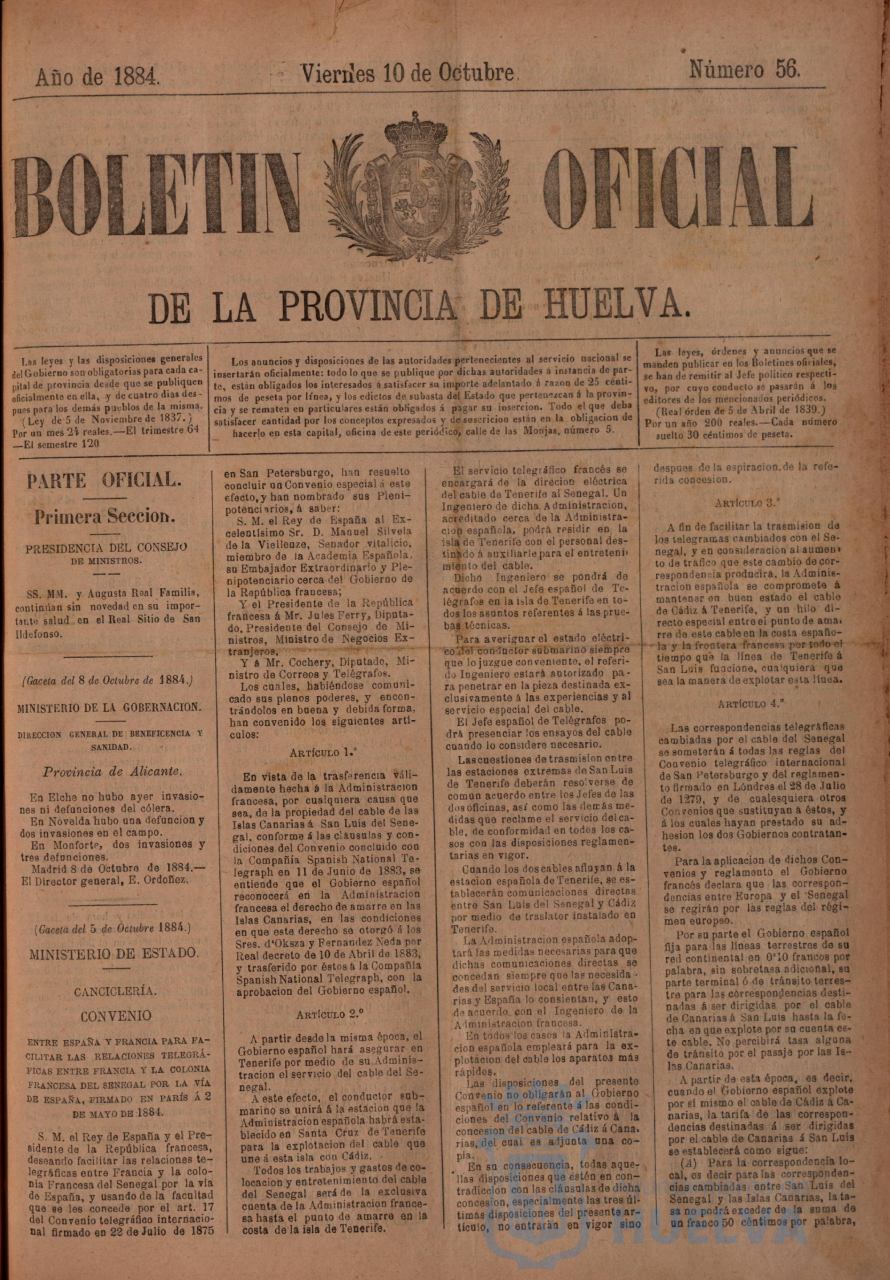 Año de 1884.
Viernes 10 de Octubre.
Número 56.
BOLETIN OFICIAL
DE LA PROVINCIA DE HUELVA.
Las leyes y las disposiciones generales
del Gobierno son obligatorias para cada ca-
pital de provincia desde que se publiquen
oficialmente en ella, y de cuatro dias des-
pues para los demás pueblos de la misma.
(Ley de 5 de Noviembre de 1837.)
Por un mes 24 reales.—El trimestre 64
—El semestre 120
Los anuncios y disposiciones de las autoridades pertenecientes al servicio nacional se
insertarán oficialmente: todo lo que se publique por dichas autoridades á instancia de par-
te, están obligados los interesados á satisfacer su importe adelantado á razon de 25 cénti-
mos de peseta por línea, y los edictos de subasta del Estado que pertenezcan á la provin-
cia y se rematen en particulares están obligados á pagar su insercion. Todo el que deba
satisfacer cantidad por los conceptos expresados y de suscricion están en la obligacion de
hacerlo en esta capital, oficina de este periódico, calle de las Monjas, número 5.
Las leyes, órdenes y anuncios que se
manden publicar en los Boletines oficiales,
se han de remitir al Jefe político respecti-
vo, por cuyo conducto se pasarán á los
editores de los mencionados periódicos.
(Real órden de 5 de Abril de 1839.)
Por un año 200 reales.—Cada número
suelto 30 céntimos de peseta.
PARTE OFICIAL.
Primera Seccion.
PRESIDENCIA DEL CONSEJO
DE MINISTROS.
SS. MM. y Augusta Real Familia,
continúan sin novedad en su impor-
tante salud en el Real Sitio de San
Ildefonso.
(Gaceta del 8 de Octubre de 1884.)
MINISTERIO DE LA GOBERNACION.
DIRECCION GENERAL DE BENEFICENCIA Y
SANIDAD.
Provincia de Alicante.
En Elche no hubo ayer invasio-
nes ni defunciones del cólera.
En Novelda hubo una defuncion y
dos invasiones en el campo.
En Monforte, dos invasiones y
tres defunciones.
Madrid 8 de Octubre de 1884.—
El Director general, E. Ordoñez.
(Gaceta del 5 de Octubre 1884.)
MINISTERIO DE ESTADO.
CANCICLERÍA.
CONVENIO
ENTRE ESPAÑA Y FRANCIA PARA FA-
CILITAR LAS RELACIONES TELEGRÁ-
FICAS ENTRE FRANCIA Y LA COLONIA
FRANCESA DEL SENEGAL POR LA VÍA
DE ESPAÑA, FIRMADO EN PARÍS Á 2
DE MAYO DE 1884.
S. M. el Rey de España y el Pre-
sidente de la República francesa,
deseando facilitar las relaciones te-
legráficas entre Francia y la colo-
nia Francesa del Senegal por la vía
de España, y usando de la facultad
que se les concede por el art. 17
del Convenio telegráfico internacio-
nal firmado en 22 de Julio de 1875
en San Petersburgo, han resuelto
concluir un Convenio especial á este
efecto, y han nombrado sus Pleni-
potenciarios, á saber:
S. M. el Rey de España al Ex-
celentísimo Sr. D. Manuel Silvela
de la Vielleuze, Senador vitalicio,
miembro de la Academia Española,
su Embajador Extraordinario y Ple-
nipotenciario cerca del Gobierno de
la República francesa;
Y el Presidente de la República
francesa á Mr. Jules Ferry, Diputa-
do, Presidente del Consejo de Mi-
nistros, Ministro de Negocios Ex-
tranjeros,
Y á Mr. Cochery, Diputado, Mi-
nistro de Correos y Telégrafos.
Los cuales, habiéndose comuni-
cado sus plenos poderes, y encon-
trándolos en buena y debida forma,
han convenido los siguientes artí-
culos:
ARTÍCULO 1.°
En vista de la trasferencia váli-
damente hecha á la Administracion
francesa, por cualquiera causa que
sea, de la propiedad del cable de las
Islas Canarias á San Luis del Sene-
gal, conforme á las cláusulas y con-
diciones del Convenio concluido con
la Compañía Spanish National Te-
legraph en 11 de Junio de 1883, se
entiende que el Gobierno español
reconocerá en la Administracion
francesa el derecho de amarre en las
Islas Canarias, en las condiciones
en que este derecho se otorgó á los
Sres. d'Oksza y Fernandez Neda por
Real decreto de 10 de Abril de 1883,
y trasferido por éstos á la Compañía
Spanish National Telegraph, con la
aprobacion del Gobierno español.
ARTÍCULO 2.°
A partir desde la misma época, el
Gobierno español hará asegurar en
Tenerife por medio de su Adminis-
tracion el servicio del cable del Se-
negal.
A este efecto, el conductor sub-
marino se unirá á la estacion que la
Administracion española habrá esta-
blecido en Santa Cruz de Tenerife
para la explotacion del cable que
une á esta isla con Cádiz.
Todos los trabajos y gastos de co-
locacion y entretenimiento del cable
del Senegal será de la exclusiva
cuenta de la Administracion france-
sa hasta el punto de amarre en la
costa de la isla de Tenerife.
El servicio telegráfico francés se
encargará de la direcion eléctrica
del cable de Tenerife al Senegal. Un
Ingeniero de dicha Administracion,
acreditado cerca de la Administra-
cion española, podrá residir en la
isla de Tenerife con el personal des-
tinado á auxiliarle para el entreteni-
miento del cable.
Dicho Ingeniero se pondrá de
acuerdo con el Jefe español de Te-
légrafos en la isla de Tenerife en to-
dos los asuntos referentes á las prue-
bas técnicas.
Para averiguar el estado eléctri-
co del conductor submarino siempre
que lo juzgue conveniente, el referi-
do Ingeniero estará autorizado pa-
ra penetrar en la pieza destinada ex-
clusivamente á las experiencias y al
servicio especial del cable.
El Jefe español de Telégrafos po-
drá presenciar los ensayos del cable
cuando lo considere necesario.
Las cuestiones de trasmision entre
las estaciones extremas de San Luis
de Tenerife deberán resolverse de
comun acuerdo entre los Jefes de las
dos oficinas, así como las demás me-
didas que reclame el servicio del ca-
ble, de conformidad en todos los ca-
sos con las disposiciones reglamen-
tarias en vigor.
Cuando los dos cables afluyan á la
estacion española de Tenerife, se es-
tablecerán comunicaciones directas
entre San Luis del Senegal y Cádiz
por medio de traslator instalado en
Tenerife.
La Administracion española adop-
tará las medidas necesarias para que
dichas comunicaciones directas se
concedan siempre que las necesida-
des del servicio local entre las Cana-
rias y España lo consientan, y esto
de acuerdo, con el Ingeniero de la
Administracion francesa.
En todos los casos la Administra-
cion española empleará para la ex-
plotacion del cable los aparatos más
rápidos.
Las disposiciones del presente
Convenio no obligarán al Gobierno
español en lo referente á las condi-
ciones del Convenio relativo á la
concesion del cable de Cádiz á Cana-
rias, del cual es adjunta una co-
pia.
En su consecuencia, todas aque-
llas disposiciones que estén en con-
tradiccion con las cláusulas de dicha
concesion, especialmente las tres úl-
timas disposiciones del presente ar-
tículo, no entrarán en vigor sino
despues de la espiracion de la refe-
rida concesion.
ARTÍCULO 3.°
A fin de facilitar la trasmision de
los telegramas cambiados con el Se-
negal, y en consideracion al aumen-
to de tráfico que este cambio de cor-
respondencia producirá, la Adminis-
tracion española se compromete á
mantener en buen estado el cable
de Cádiz á Tenerife, y un hilo di-
recto especial entre el punto de amar-
re de este cable en la costa españo-
la y la frontera francesa por todo el
tiempo que la línea de Tenerife á
San Luis funcione, cualquiera que
sea la manera de explotar esta línea.
ARTÍCULO 4.°
Las correspondencias telegráficas
cambiadas por el cable del Senegal
se someterán á todas las reglas del
Convenio telegráfico internacional
de San Petersburgo y del reglamen-
to firmado en Lóndres el 28 de Julio
de 1279, y de cualesquiera otros
Convenios que sustituyan á éstos, y
á los cuales hayan prestado su ad-
hesion los dos Gobiernos contratan-
tes.
Para la aplicacion de dichos Con-
venios y reglamento el Gobierno
francés declara que las correspon-
dencias entre Europa y el Senegal
se regirán por las reglas del régi-
men europeo.
Por su parte el Gobierno español
fija para las líneas terrestres de su
red continental en 0'10 francos por
palabra, sin sobretasa adicional, su
parte terminal ó de tránsito terres-
tre para las correspondencias desti-
nadas á ser dirigidas por el cable
de Canarias á San Luis hasta la fe-
cha en que explote por su cuenta es-
te cable. No percibirá tasa alguna
de tránsito por el pasaje por las Is-
las Canarias.
A partir de esta época, es decir,
cuando el Gobierno español explote
por sí mismo el cable de Cádiz á Ca-
narias, la tarifa de las correspon-
dencias destinadas á ser dirigidas
por el cable de Canarias á San Luis
se establecerá como sigue:
(A) Para la correspondencia lo-
cal, es decir para las corresponden-
cias cambiadas entre San Luis del
Senegal y las Islas Canarias, la ta-
sa no podrá exceder de la suma de
un franco 50 céntimos por palabra,
HUELVA